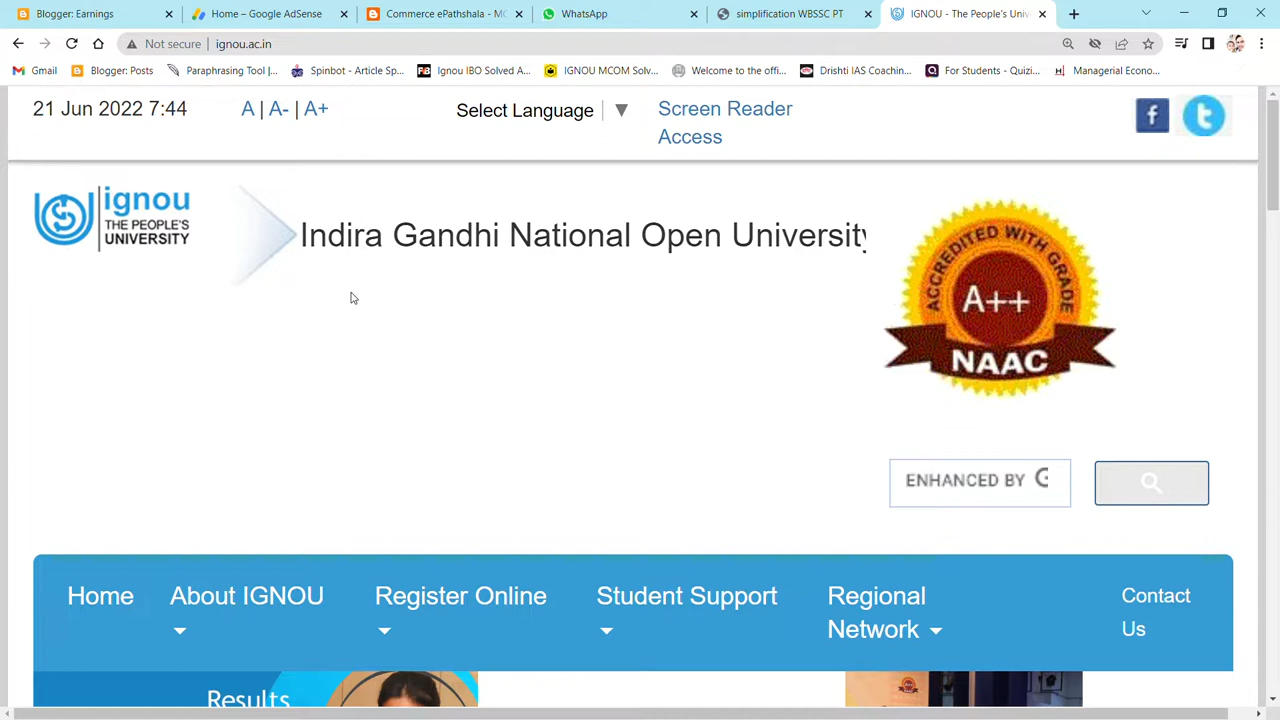 Blogger: Earnings
Home – Google AdSense
Commerce ePathshala - MC
WhatsApp
simplification WBSSC PT
IGNOU - The People's Univ
Not secure | ignou.ac.in
Gmail
Blogger: Posts
Paraphrasing Tool |...
Spinbot - Article Sp...
Ignou IBO Solved A...
IGNOU MCOM Solv...
Welcome to the offi...
Drishti IAS Coachin...
For Students - Quizi...
Managerial Econo...
21 Jun 2022 7:44
A | A- | A+
Select Language
Screen Reader
Access
ignou
THE PEOPLE'S
UNIVERSITY
Indira Gandhi National Open University
ACCREDITED WITH GRADE
A++
NAAC
ENHANCED BY G
Home
About IGNOU
Register Online
Student Support
Regional
Network
Contact
Us
Results